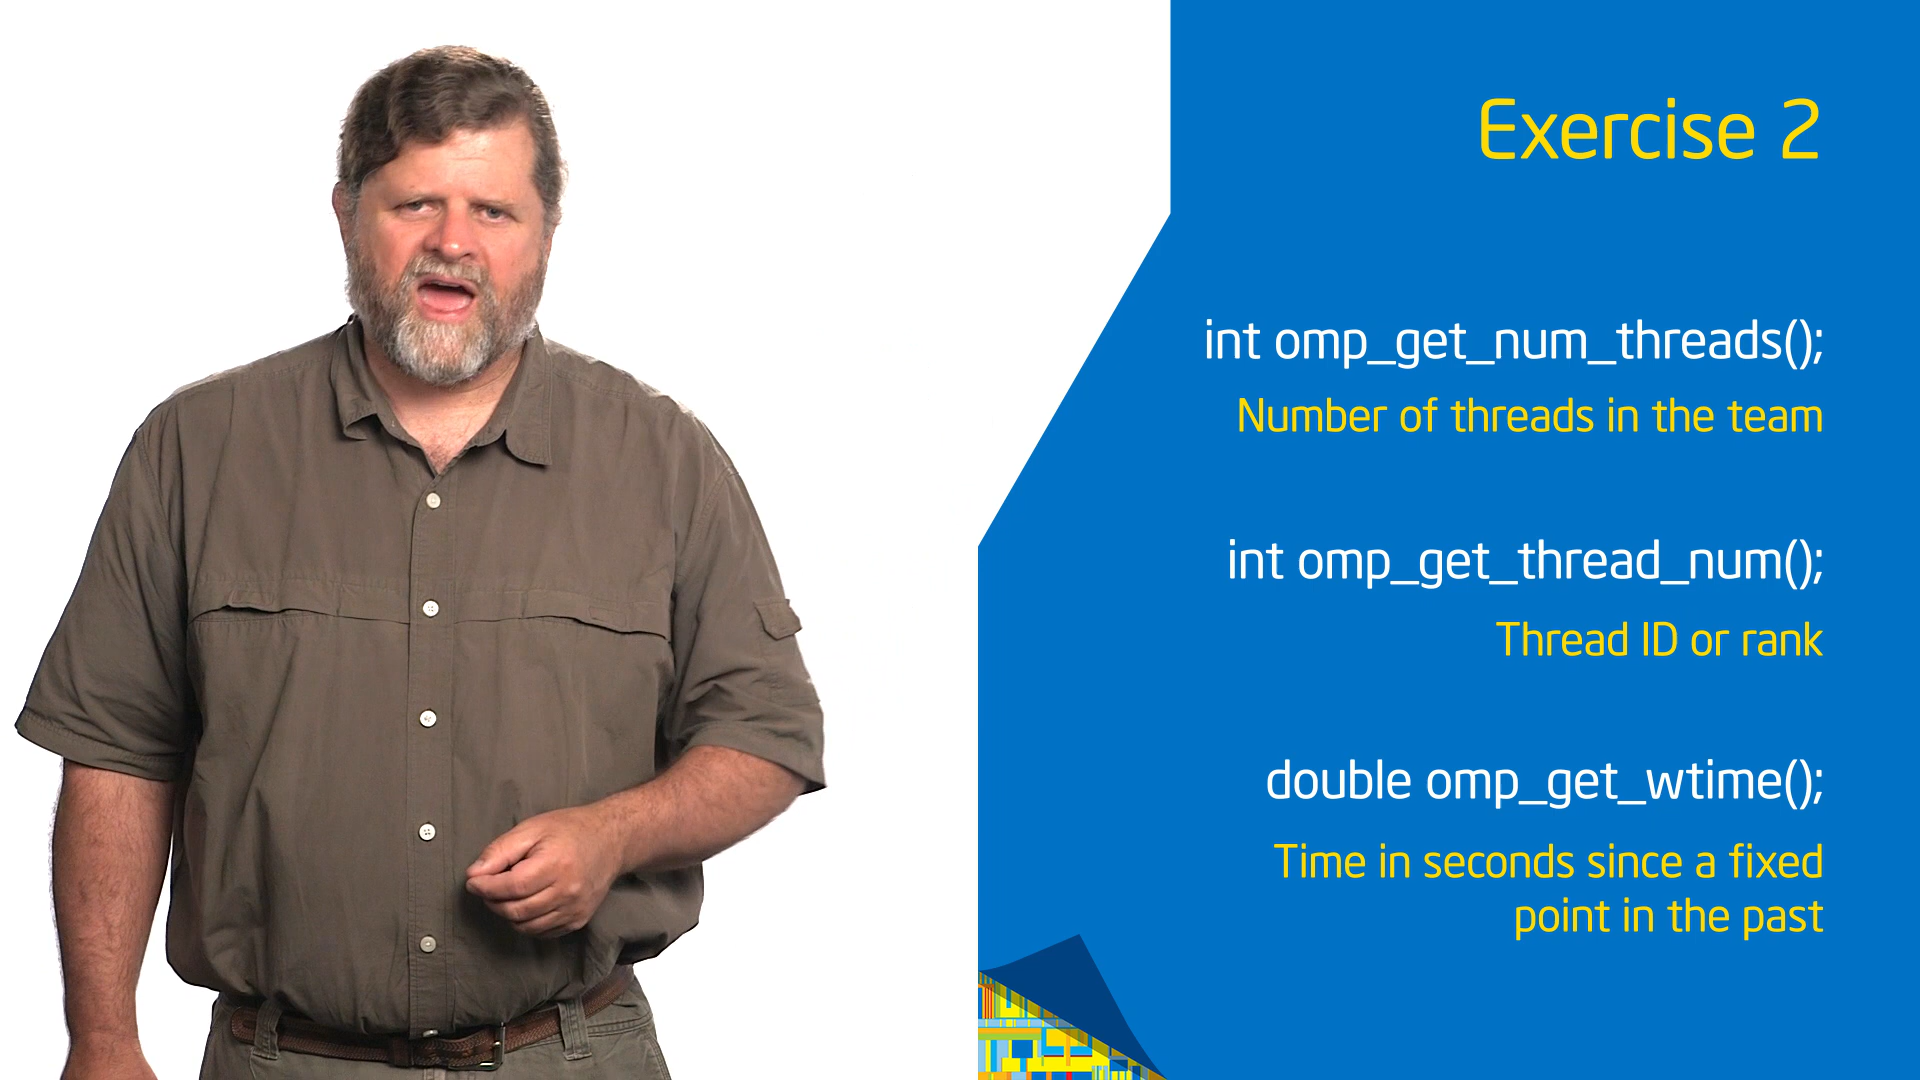 Exercise 2
int omp_get_num_threads();
Number of threads in the team
int omp_get_thread_num();
Thread ID or rank
double omp_get_wtime();
Time in seconds since a fixed
point in the past